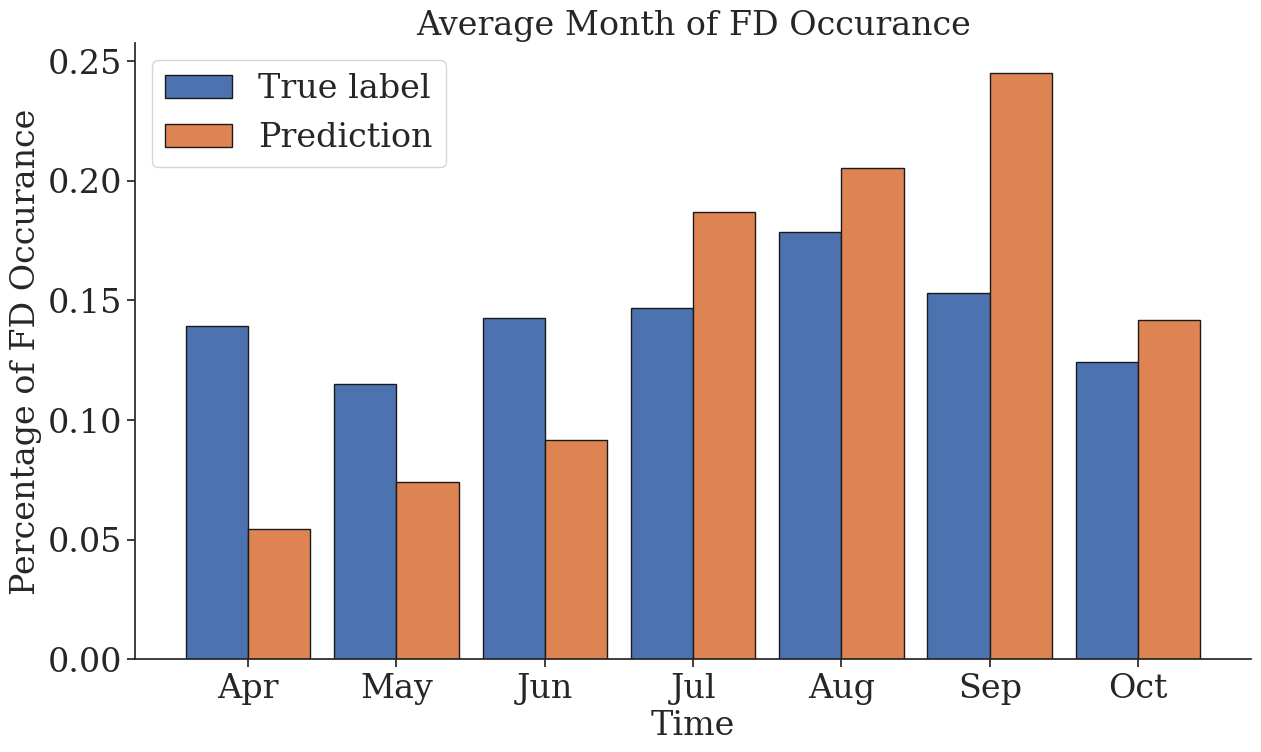 Average Month of FD Occurance
True label
Prediction
Percentage of FD Occurance
0.25
0.20
0.15
0.10
0.05
0.00
Apr May Jun Jul Aug Sep Oct
Time